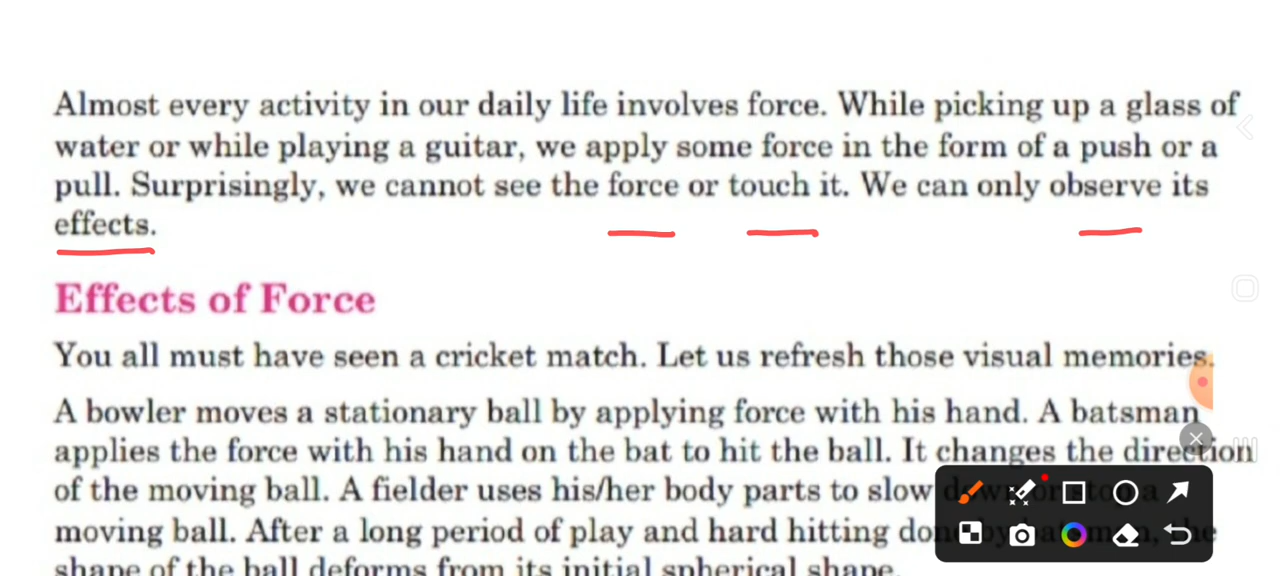 Almost every activity in our daily life involves force. While picking up a glass of
water or while playing a guitar, we apply some force in the form of a push or a
pull. Surprisingly, we cannot see the force or touch it. We can only observe its
effects.
Effects of Force
You all must have seen a cricket match. Let us refresh those visual memories.
A bowler moves a stationary ball by applying force with his hand. A batsman
applies the force with his hand on the bat to hit the ball. It changes the direction
of the moving ball. A fielder uses his/her body parts to slow down or stop a
moving ball. After a long period of play and hard hitting done by batsman, the
shape of the ball deforms from its initial spherical shape.